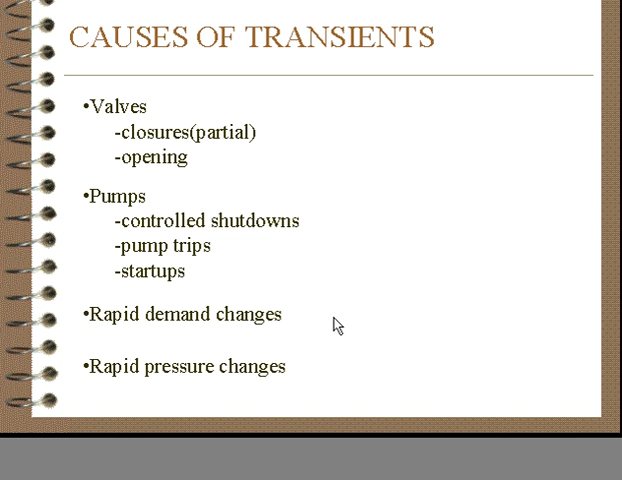 CAUSES OF TRANSIENTS
•Valves
-closures(partial)
-opening
•Pumps
-controlled shutdowns
-pump trips
-startups
•Rapid demand changes
•Rapid pressure changes